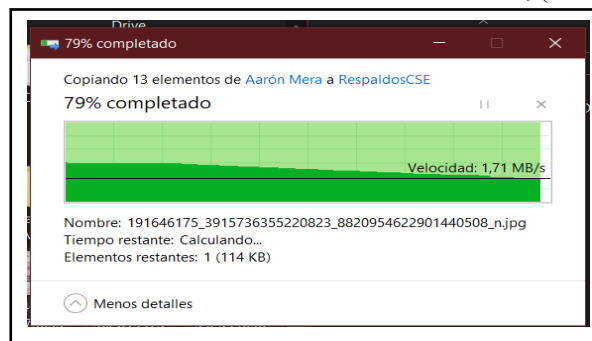 Drive
79% completado
Copiando 13 elementos de Aarón Mera a RespaldosCSE
79% completado
Velocidad: 1,71 MB/s
Nombre: 191646175_3915736355220823_8820954622901440508_n.jpg
Tiempo restante: Calculando...
Elementos restantes: 1 (114 KB)
Menos detalles